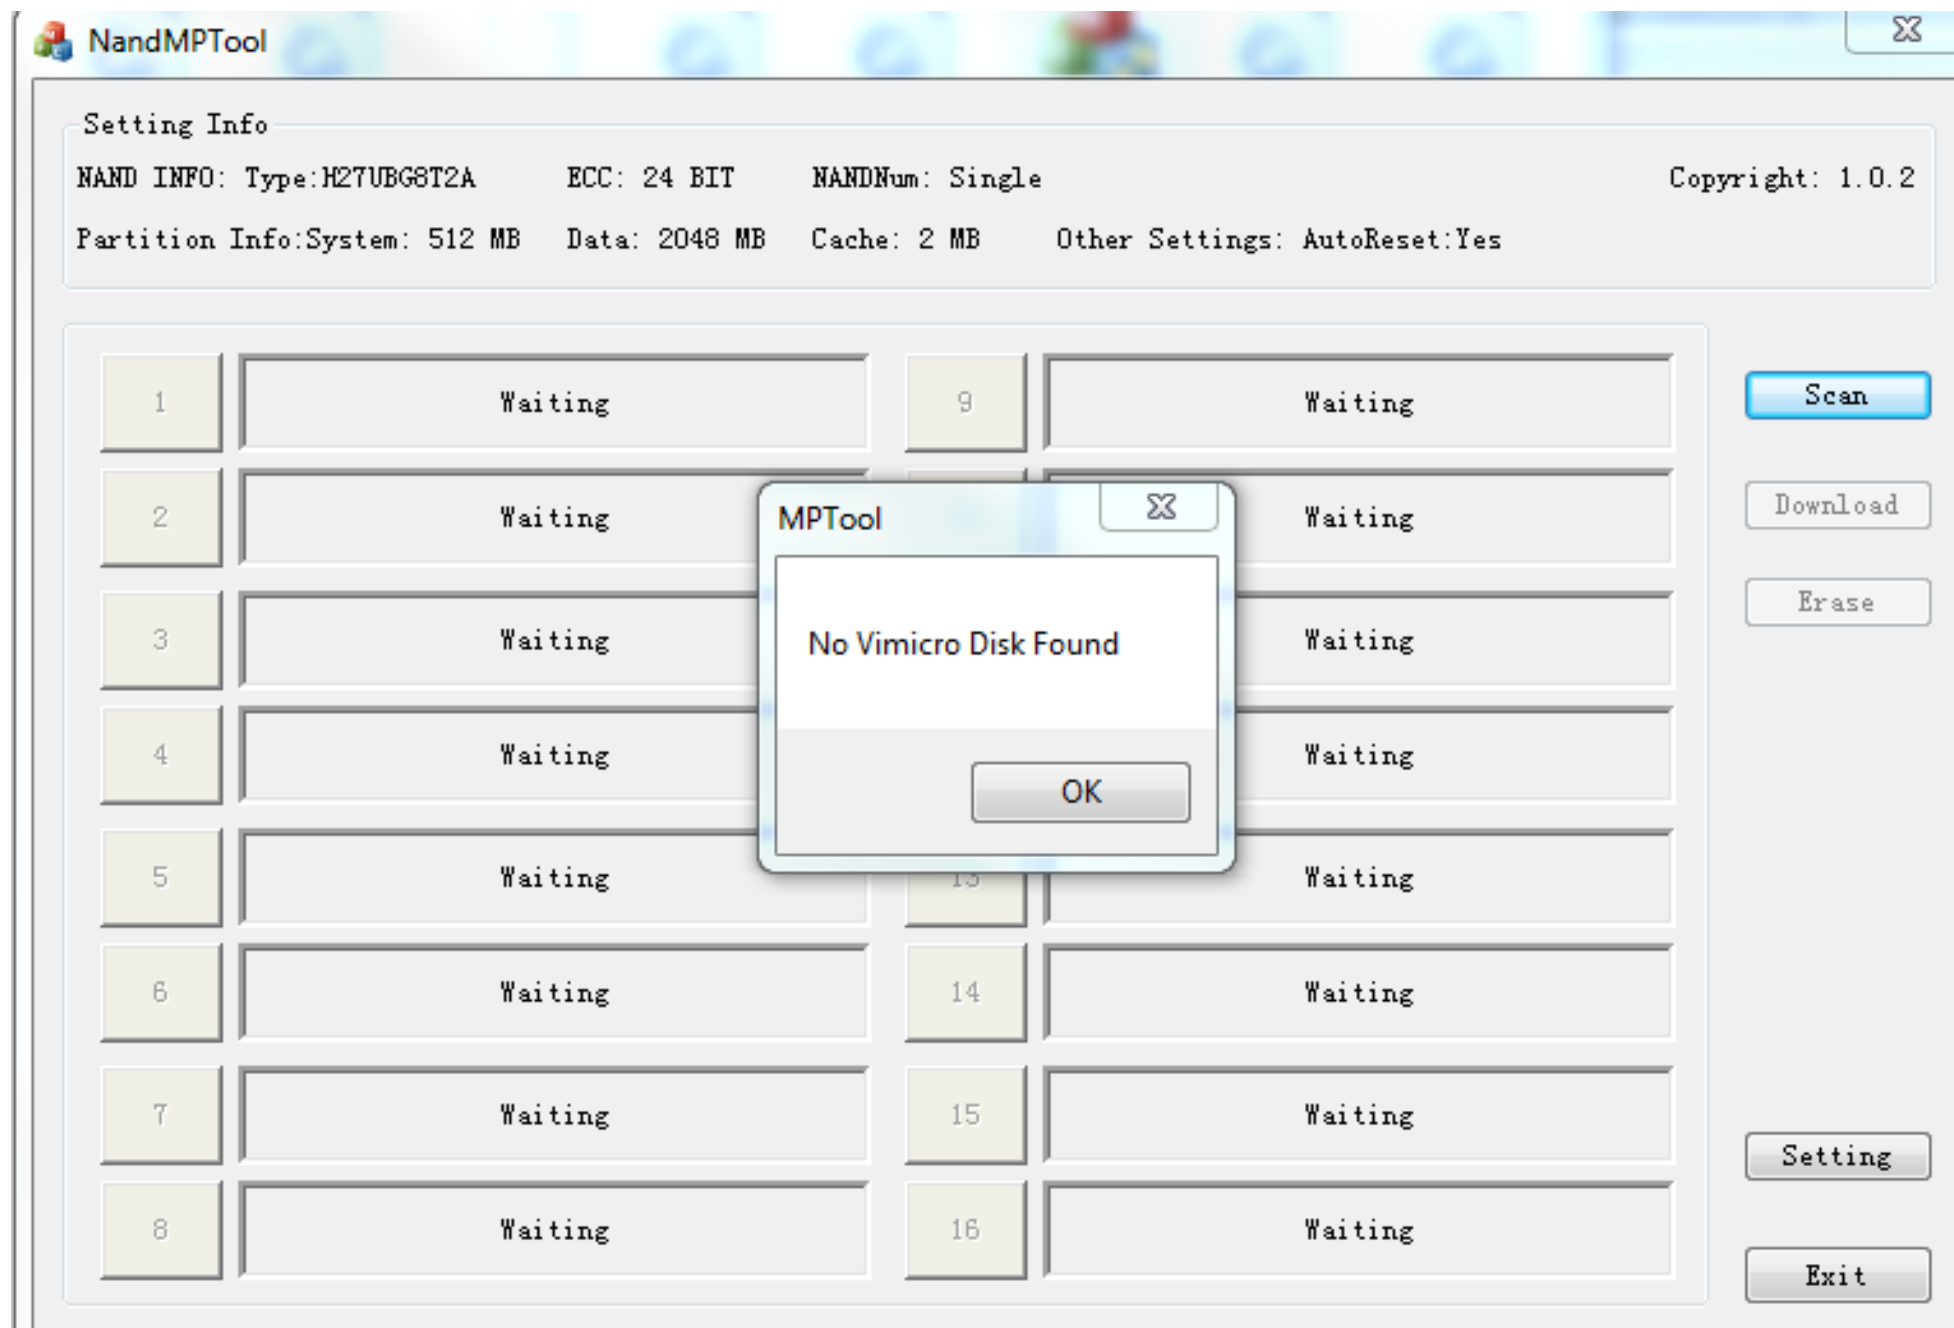 NandMPTool
Setting Info
NAND INFO: Type:H27UBG8T2A ECC: 24 BIT NANDNum: Single Copyright: 1.0.2
Partition Info:System: 512 MB Data: 2048 MB Cache: 2 MB Other Settings: AutoReset:Yes
1 Waiting 9 Waiting
Scan
2 Waiting Waiting
Download
3 Waiting Waiting
Erase
4 Waiting Waiting
MPTool
No Vimicro Disk Found
OK
5 Waiting 13 Waiting
6 Waiting 14 Waiting
7 Waiting 15 Waiting
Setting
8 Waiting 16 Waiting
Exit